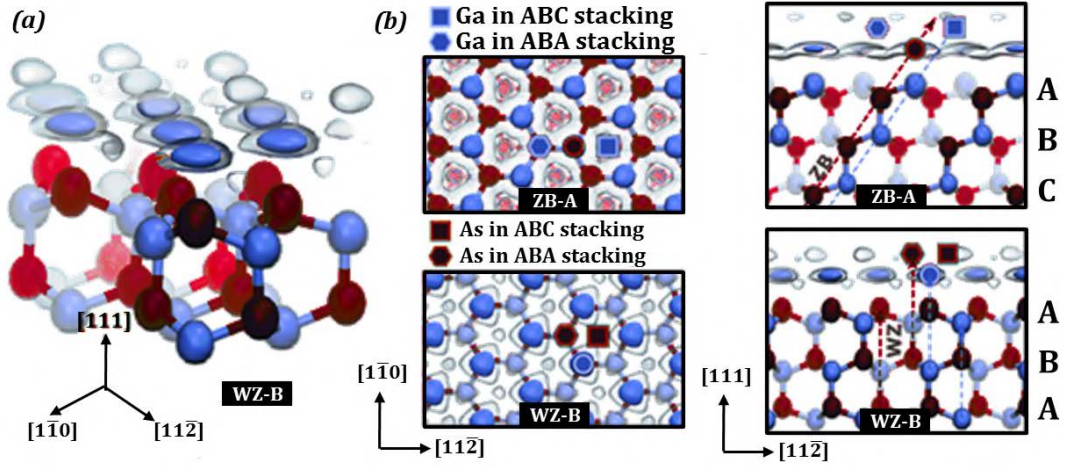 (a)
[111]
[11̅0]
[112̅]
WZ-B
(b)
Ga in ABC stacking
Ga in ABA stacking
ZB-A
As in ABC stacking
As in ABA stacking
WZ-B
[11̅0]
[112̅]
ZB
ZB-A
A
B
C
WZ
WZ-B
A
B
A
[111]
[112̅]